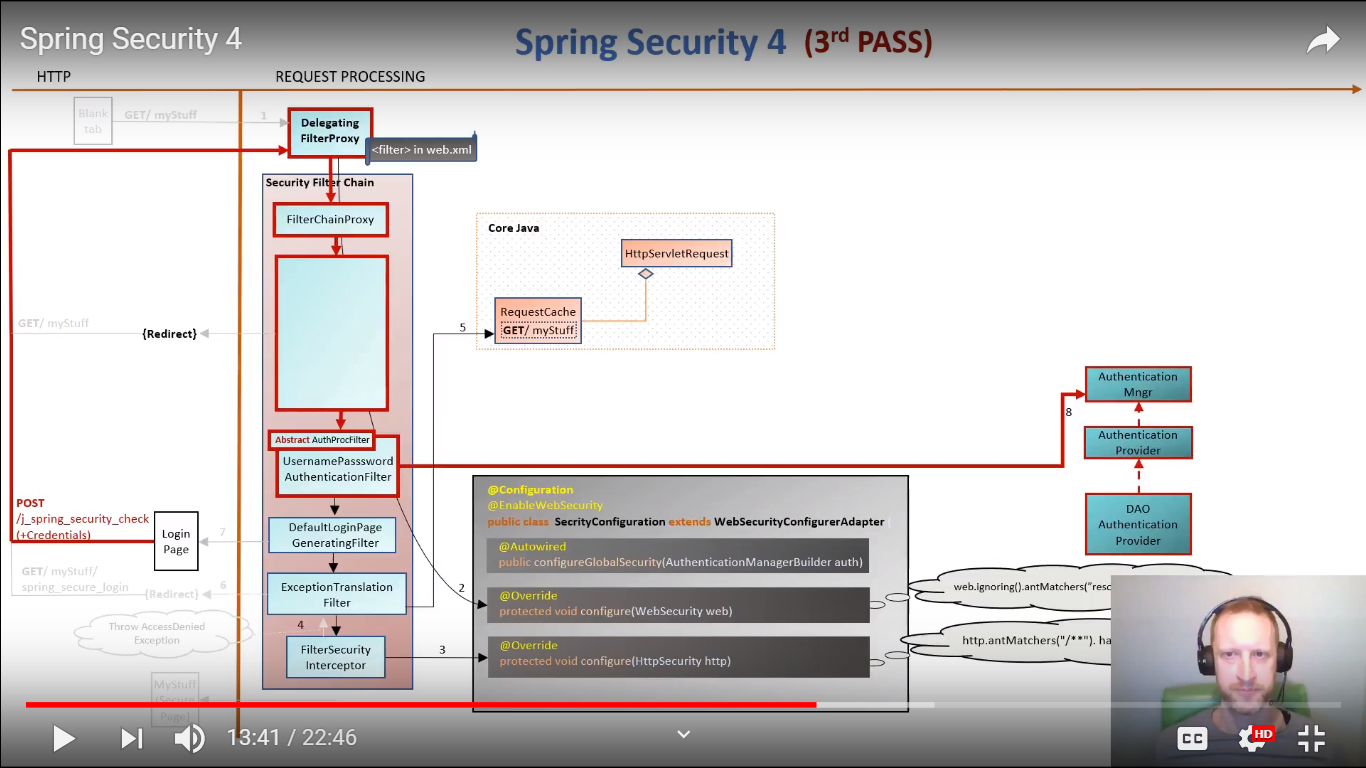 Spring Security 4
Spring Security 4 (3rd PASS)
HTTP
REQUEST PROCESSING
Blank
tab
GET/ myStuff
1
Delegating
FilterProxy
<filter> in web.xml
Security Filter Chain
FilterChainProxy
Core Java
HttpServletRequest
RequestCache
GET/ myStuff
5
GET/ myStuff
{Redirect}
Authentication
Mngr
8
Authentication
Provider
DAO
Authentication
Provider
Abstract AuthProcFilter
UsernamePasssword
AuthenticationFilter
POST
/j_spring_security_check
(+Credentials)
Login
Page
7
DefaultLoginPage
GeneratingFilter
GET/ myStuff/
spring_secure_login
{Redirect}
6
ExceptionTranslation
Filter
Throw AccessDenied
Exception
4
FilterSecurity
Interceptor
2
3
@Configuration
@EnableWebSecurity
public class SecrityConfiguration extends WebSecurityConfigurerAdapter {
@Autowired
public configureGlobalSecurity(AuthenticationManagerBuilder auth)
@Override
protected void configure(WebSecurity web)
@Override
protected void configure(HttpSecurity http)
web.ignoring().antMatchers("resc
http.antMatchers("/**"). ha
MyStuff
(Secure
Page)
13:41 / 22:46
CC
HD